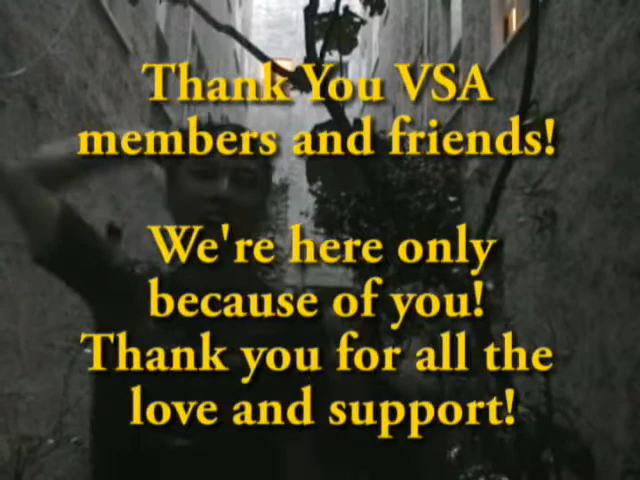 Thank You VSA
members and friends!
We're here only
because of you!
Thank you for all the
love and support!